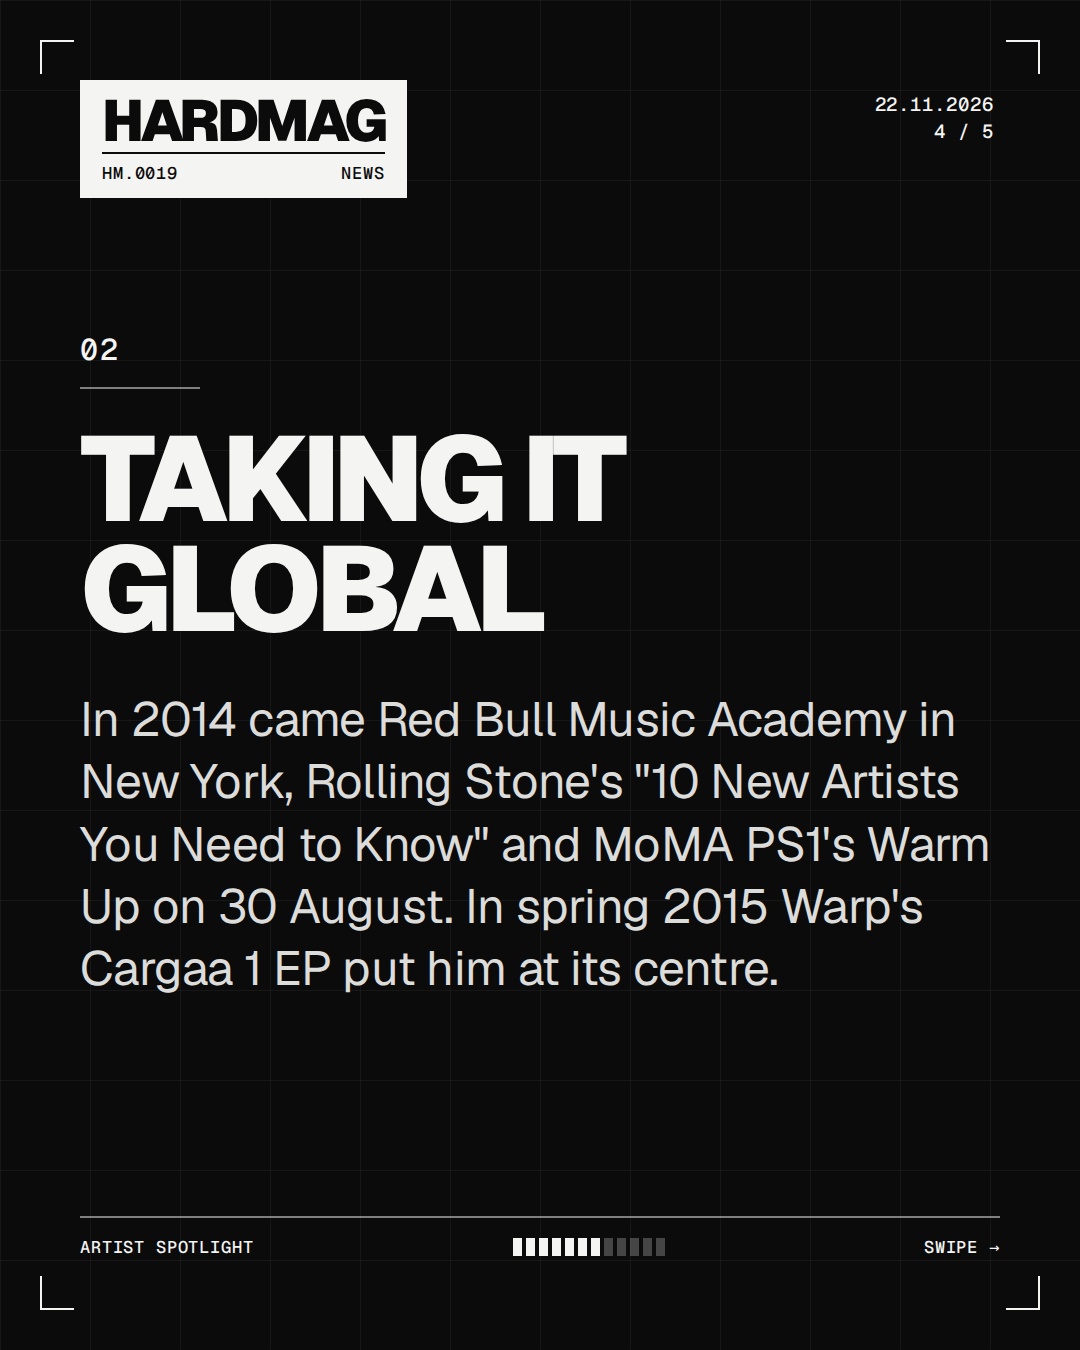 HARDMAG
HM.0019 NEWS
22.11.2026
4 / 5
02
TAKING IT
GLOBAL
In 2014 came Red Bull Music Academy in
New York, Rolling Stone's "10 New Artists
You Need to Know" and MoMA PS1's Warm
Up on 30 August. In spring 2015 Warp's
Cargaa 1 EP put him at its centre.
ARTIST SPOTLIGHT
SWIPE →